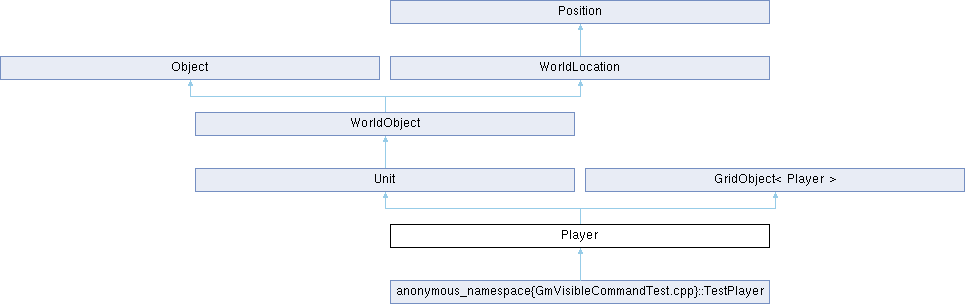 Position
Object
WorldLocation
WorldObject
Unit
GridObject< Player >
Player
anonymous_namespace{GmVisibleCommandTest.cpp}::TestPlayer